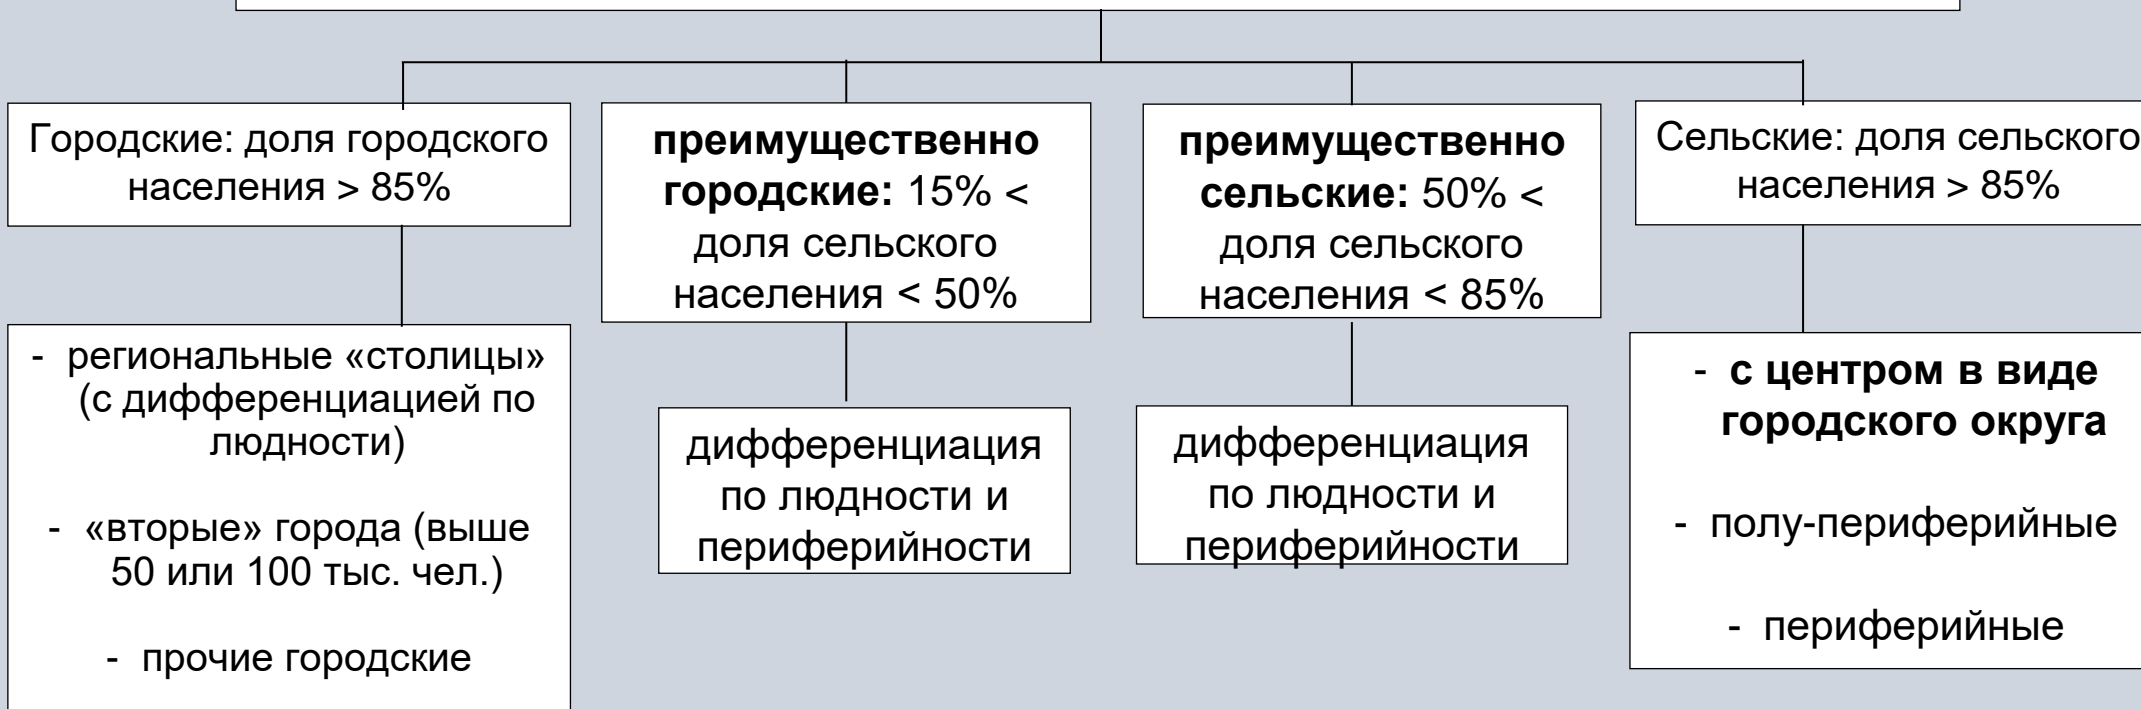 Городские: доля городского
населения > 85%
преимущественно
городские: 15% <
доля сельского
населения < 50%
преимущественно
сельские: 50% <
доля сельского
населения < 85%
Сельские: доля сельского
населения > 85%
- региональные «столицы»
(с дифференциацией по
людности)
- «вторые» города (выше
50 или 100 тыс. чел.)
- прочие городские
дифференциация
по людности и
периферийности
дифференциация
по людности и
периферийности
- с центром в виде
городского округа
- полу-периферийные
- периферийные